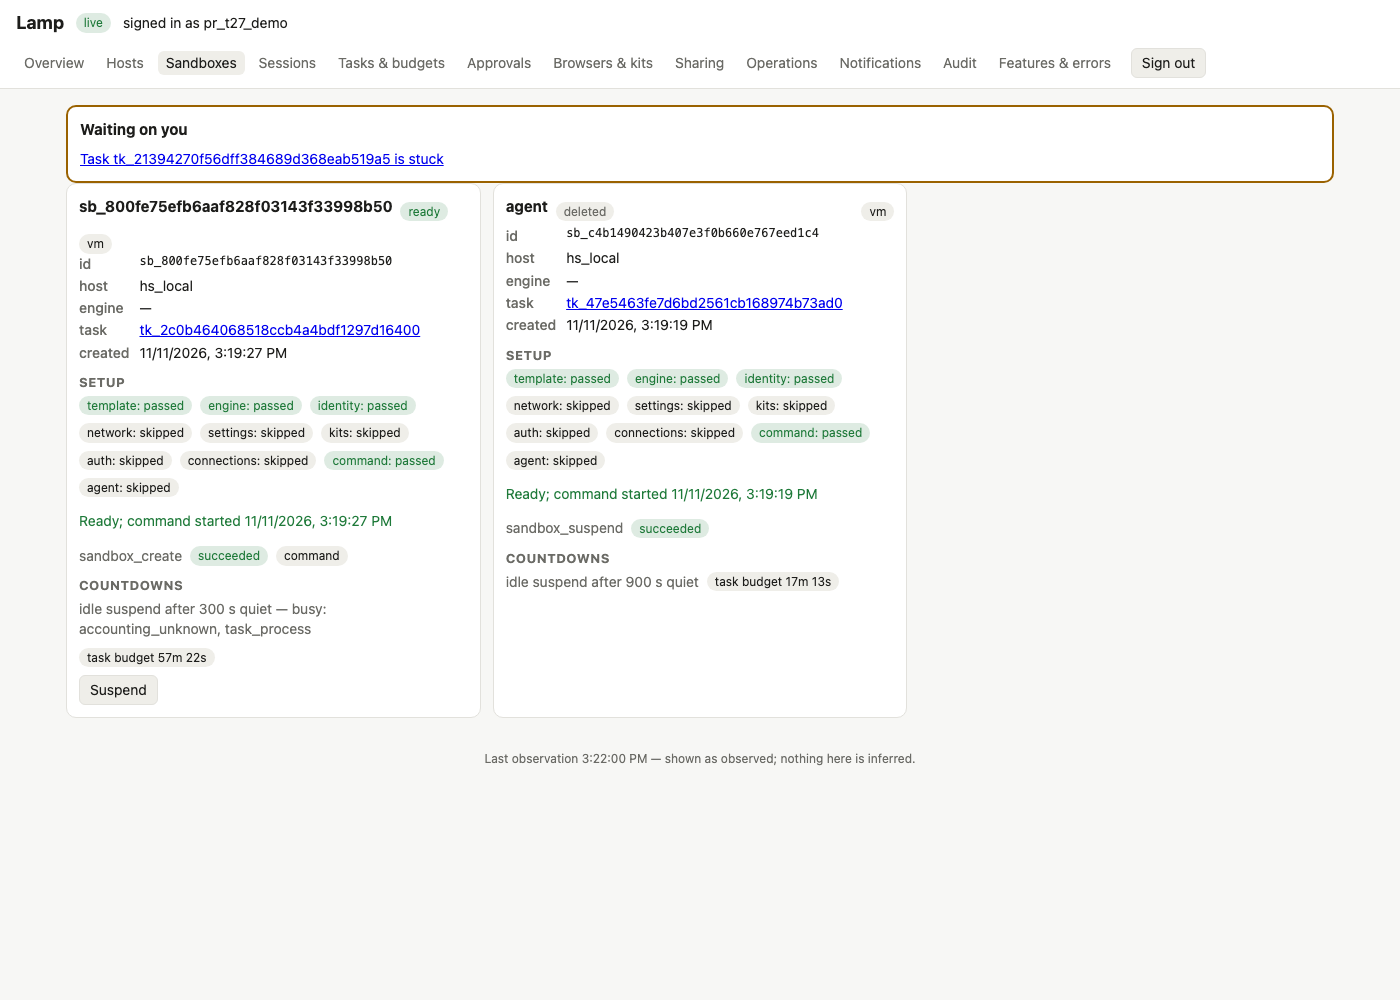 Lamp live signed in as pr_t27_demo
Overview Hosts Sandboxes Sessions Tasks & budgets Approvals Browsers & kits Sharing Operations Notifications Audit Features & errors Sign out
Waiting on you
Task tk_21394270f56dff384689d368eab519a5 is stuck
sb_800fe75efb6aaf828f03143f33998b50 ready
vm
id sb_800fe75efb6aaf828f03143f33998b50
host hs_local
engine —
task tk_2c0b464068518ccb4a4bdf1297d16400
created 11/11/2026, 3:19:27 PM
SETUP
template: passed engine: passed identity: passed
network: skipped settings: skipped kits: skipped
auth: skipped connections: skipped command: passed
agent: skipped
Ready; command started 11/11/2026, 3:19:27 PM
sandbox_create succeeded command
COUNTDOWNS
idle suspend after 300 s quiet — busy:
accounting_unknown, task_process
task budget 57m 22s
Suspend
agent deleted vm
id sb_c4b1490423b407e3f0b660e767eed1c4
host hs_local
engine —
task tk_47e5463fe7d6bd2561cb168974b73ad0
created 11/11/2026, 3:19:19 PM
SETUP
template: passed engine: passed identity: passed
network: skipped settings: skipped kits: skipped
auth: skipped connections: skipped command: passed
agent: skipped
Ready; command started 11/11/2026, 3:19:19 PM
sandbox_suspend succeeded
COUNTDOWNS
idle suspend after 900 s quiet task budget 17m 13s
Last observation 3:22:00 PM — shown as observed; nothing here is inferred.